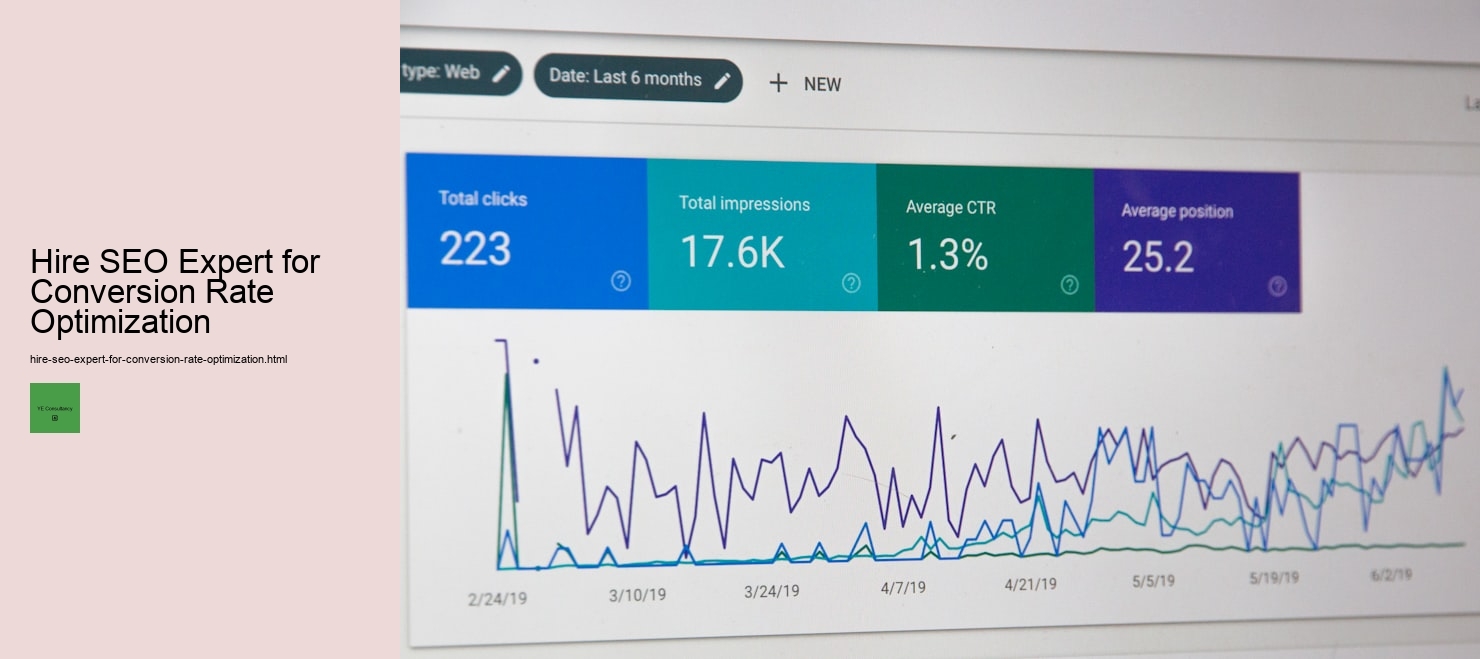 Hire SEO Expert for
Conversion Rate
Optimization
hire-seo-expert-for-conversion-rate-optimization.html
YE Consultancy
type: Web
Date: Last 6 months
+ NEW
Total clicks
223
Total impressions
17.6K
Average CTR
1.3%
Average position
25.2
2/24/19
3/10/19
3/24/19
4/7/19
4/21/19
5/5/19
5/19/19
6/2/19